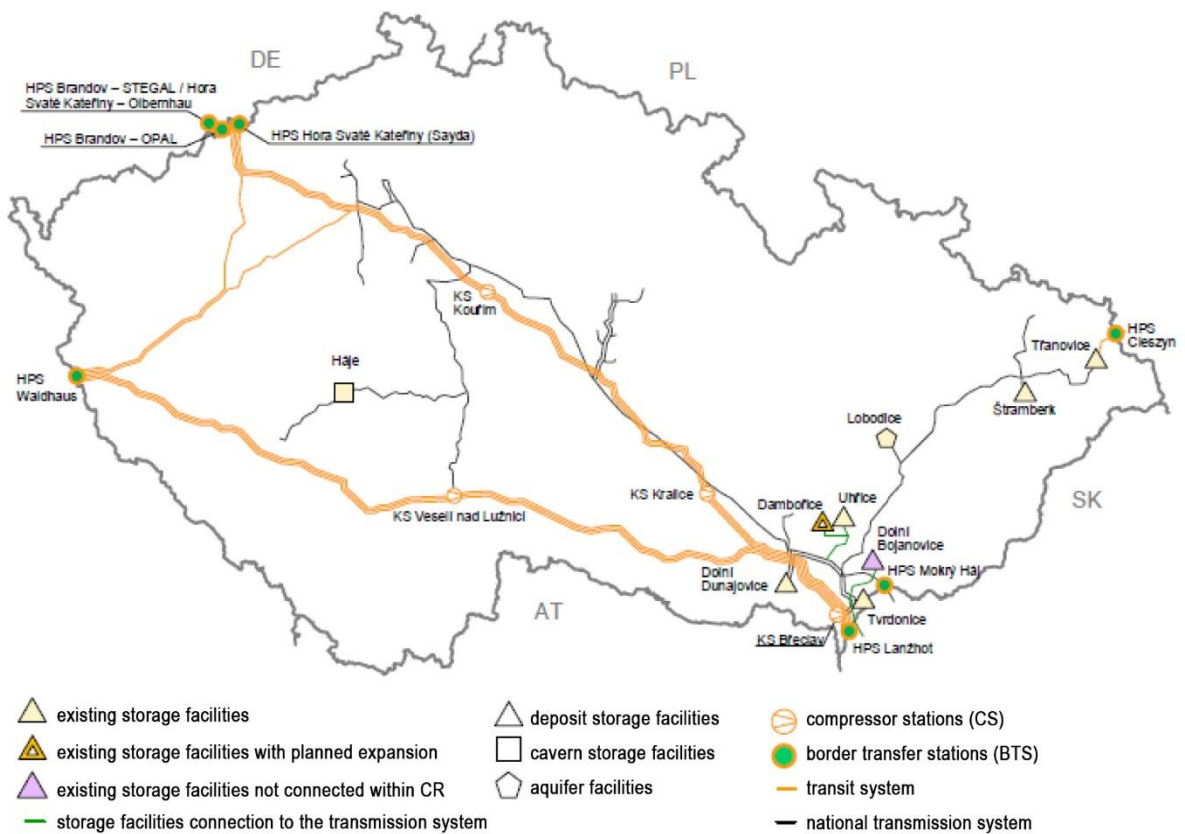 DE
PL
HPS Brandov – STEGAL / Hora
Svaté Kateřiny – Olbernhau
HPS Brandov – OPAL
HPS Hora Svaté Kateřiny (Sayda)
KS
Kouřim
HPS
Cieszyn
Třanovice
Háje
HPS
Waidhaus
Štramberk
Lobodice
KS Kralice
SK
Dambořice
Uhřice
KS Veselí nad Lužnicí
Dolní
Bojanovice
HPS Mokrý Háj
Dolní
Dunajovice
AT
Tvrdonice
KS Břeclav
HPS Lanžhot
existing storage facilities
deposit storage facilities
compressor stations (CS)
existing storage facilities with planned expansion
cavern storage facilities
border transfer stations (BTS)
existing storage facilities not connected within CR
aquifer facilities
transit system
storage facilities connection to the transmission system
national transmission system